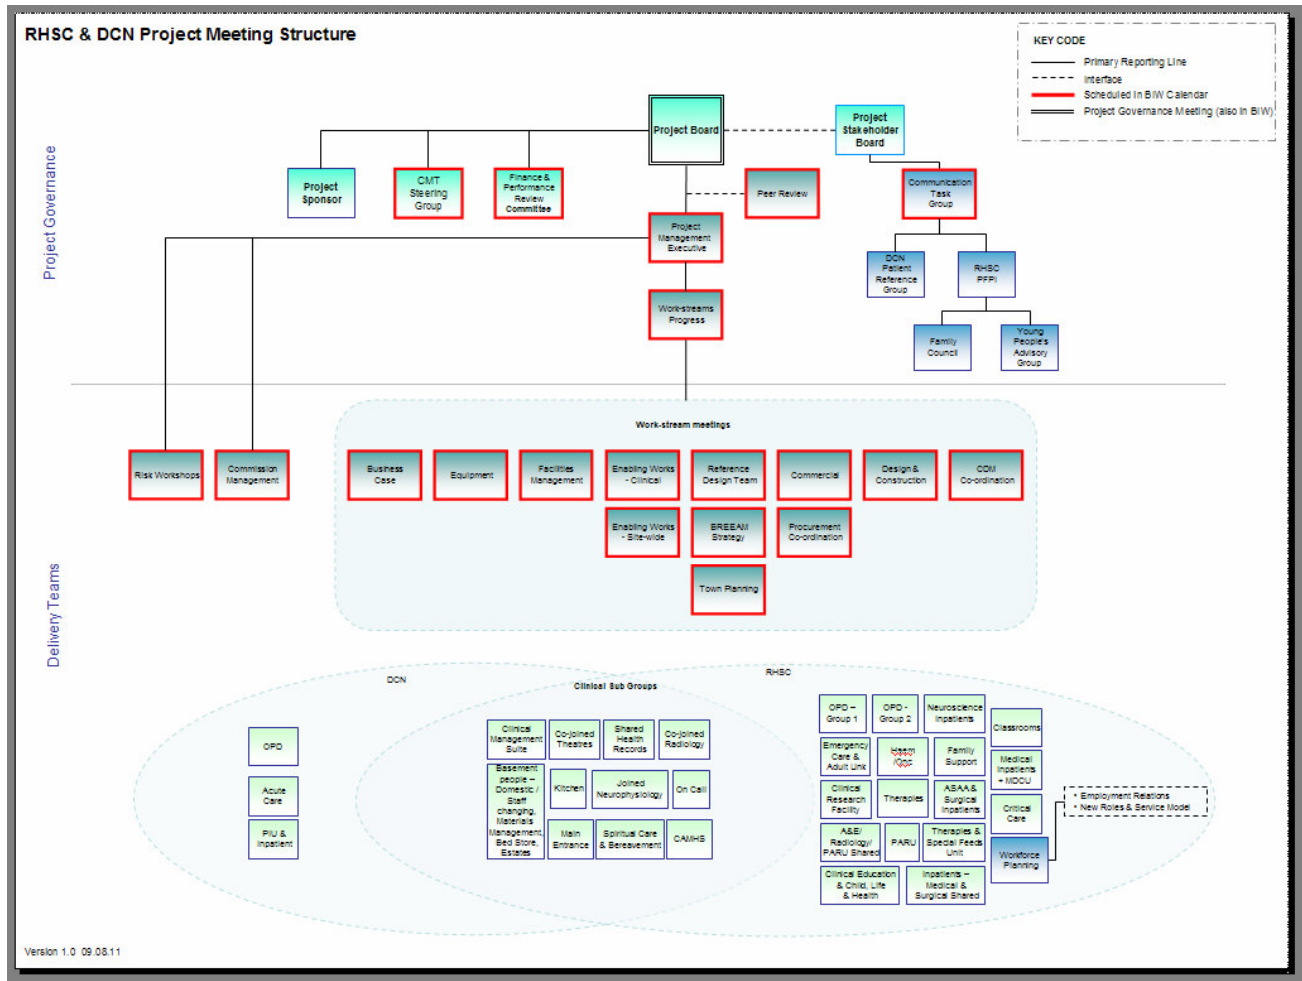 RHSC & DCN Project Meeting Structure
KEY CODE
Primary Reporting Line
Interface
Scheduled in BIW Calendar
Project Governance Meeting (also in BIW)
Project Governance
Project Board
Project
Stakeholder
Board
Project
Sponsor
CMT
Steering
Group
Finance &
Performance
Review
Committee
Peer Review
Communication
Task
Group
Project
Management
Executive
DCN
Patient
Reference
Group
RHSC
PFPI
Work-streams
Progress
Family
Council
Young
People's
Advisory
Group
Delivery Teams
Work-stream meetings
Risk Workshops
Commission
Management
Business
Case
Equipment
Facilities
Management
Enabling Works
- Clinical
Reference
Design Team
Commercial
Design &
Construction
CDM
Co-ordination
Enabling Works
- Site-wide
BREEAM
Strategy
Procurement
Co-ordination
Town Planning
DCN
Clinical Sub Groups
RHSC
OPD
Acute
Care
PIU &
Inpatient
Clinical
Management
Suite
Co-joined
Theatres
Shared
Health
Records
Co-joined
Radiology
Basement
people –
Domestic /
Staff
changing,
Materials
Management,
Bed Store,
Estates
Kitchen
Joined
Neurophysiology
On Call
Main
Entrance
Spiritual Care
& Bereavement
CAMHS
OPD –
Group 1
OPD -
Group 2
Neuroscience
Inpatients
Classrooms
Emergency
Care &
Adult Link
Haem
/Onc
Family
Support
Medical
Inpatients
+ MDCU
Clinical
Research
Facility
Therapies
ASAA &
Surgical
Inpatients
Critical
Care
A&E/
Radiology/
PARU Shared
PARU
Therapies &
Special Feeds
Unit
Workforce
Planning
Clinical Education
& Child, Life
& Health
Inpatients –
Medical &
Surgical Shared
• Employment Relations
• New Roles & Service Model
Version 1.0 09.08.11